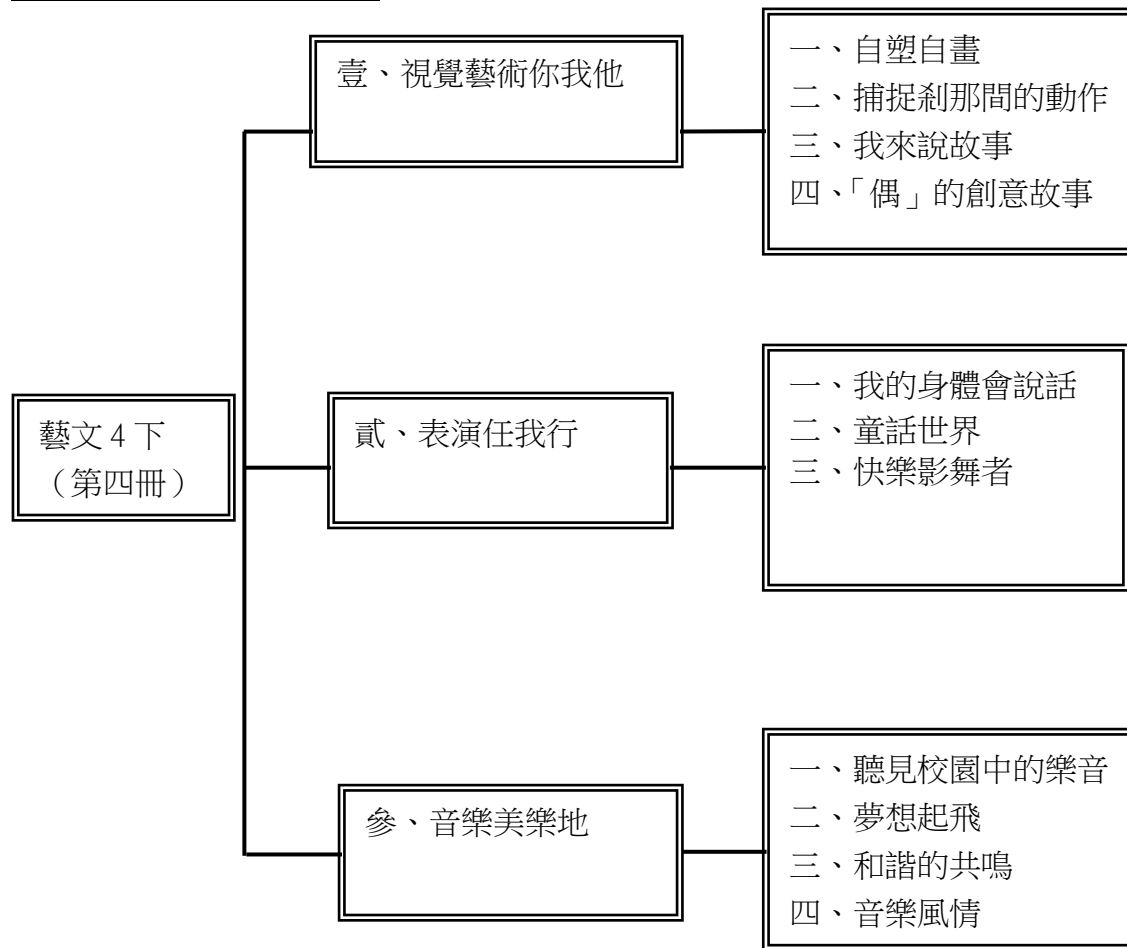 壹、視覺藝術你我他
一、自塑自畫
二、捕捉剎那間的動作
三、我來說故事
四、「偶」的創意故事
藝文4下
（第四冊）
貳、表演任我行
一、我的身體會說話
二、童話世界
三、快樂影舞者
參、音樂美樂地
一、聽見校園中的樂音
二、夢想起飛
三、和諧的共鳴
四、音樂風情